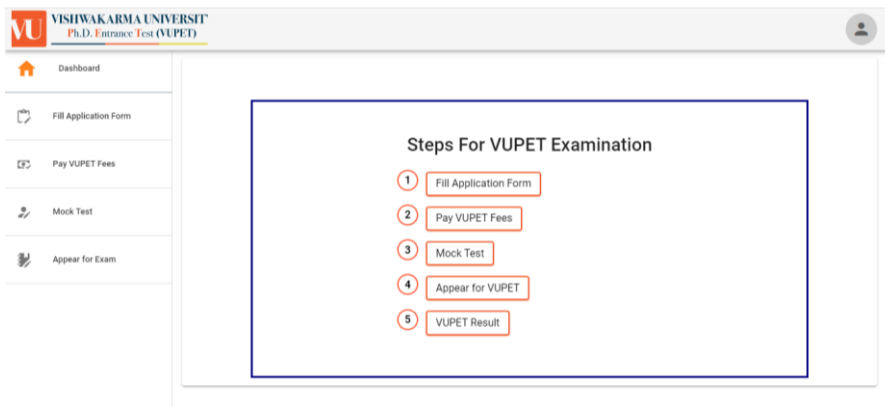 VU
VISHWAKARMA UNIVERSIT
Ph.D. Entrance Test (VUPET)
Dashboard
Fill Application Form
Pay VUPET Fees
Mock Test
Appear for Exam
Steps For VUPET Examination
1 Fill Application Form
2 Pay VUPET Fees
3 Mock Test
4 Appear for VUPET
5 VUPET Result